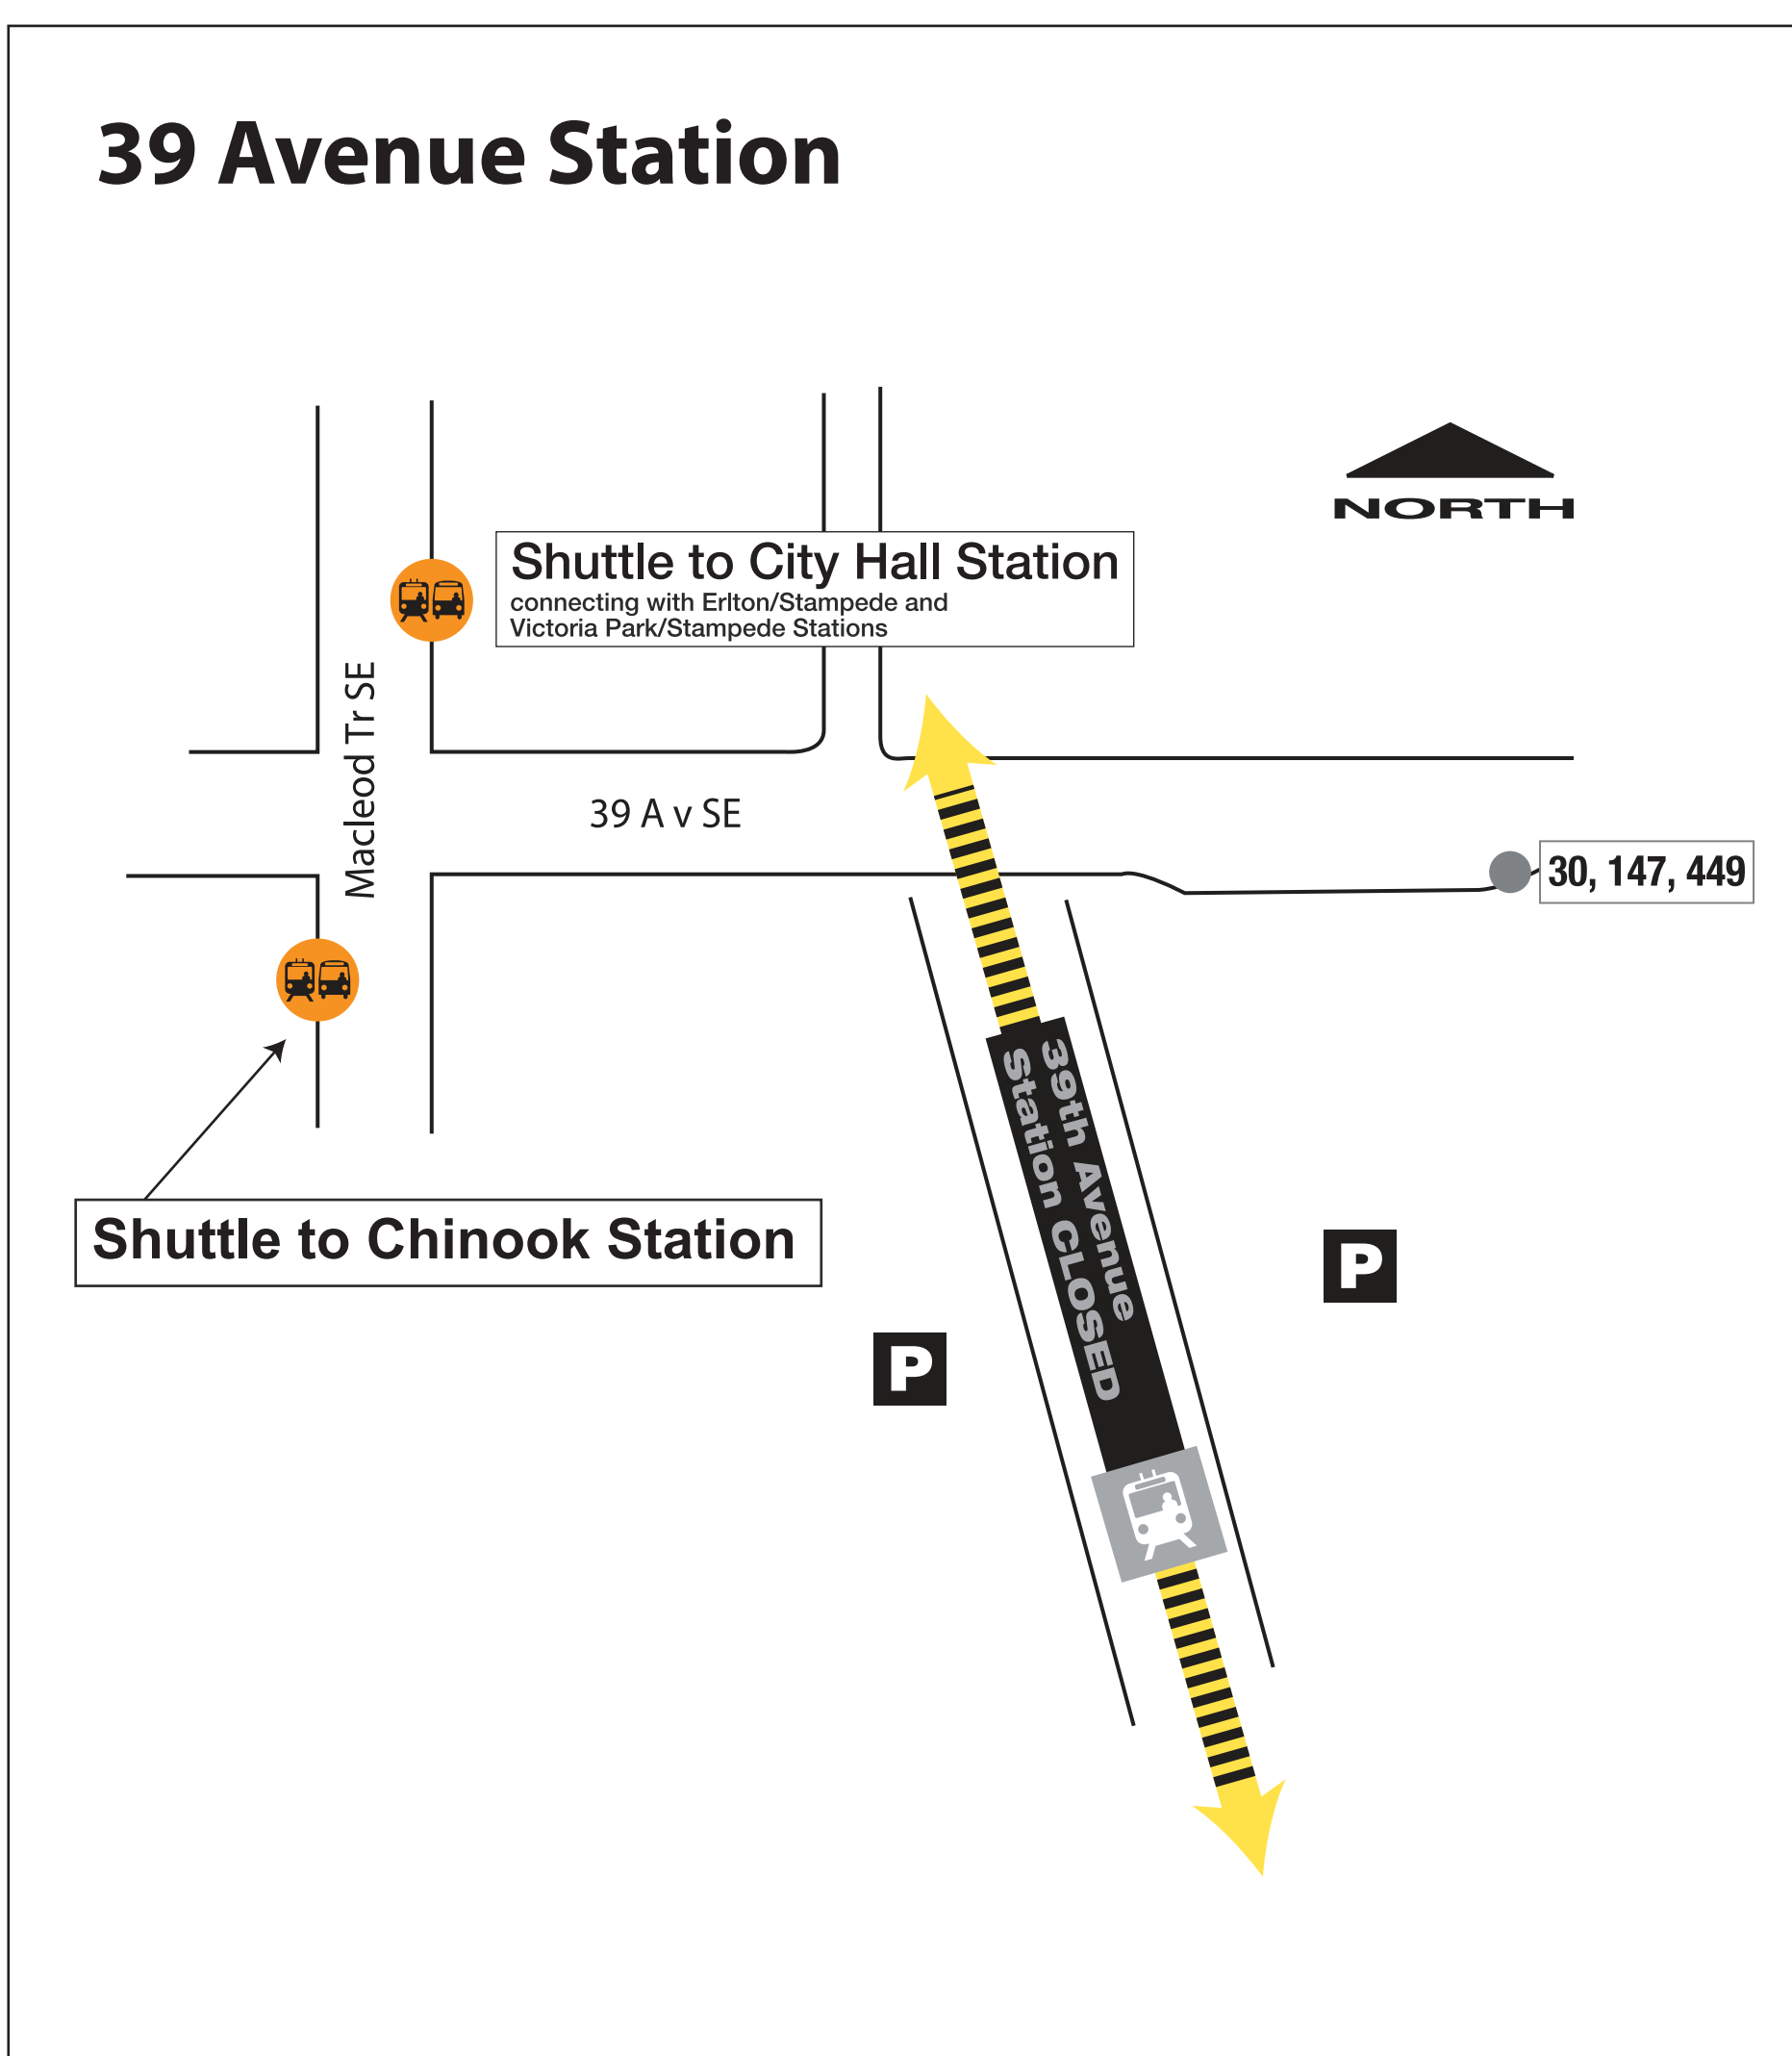 39 Avenue Station
NORTH
Shuttle to City Hall Station
connecting with Erlton/Stampede and
Victoria Park/Stampede Stations
Macleod Tr SE
39 A v SE
30, 147, 449
39th Avenue
Station CLOSED
Shuttle to Chinook Station
P
P